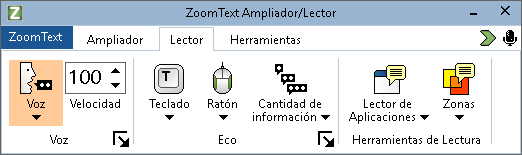 ZoomText Ampliador/Lector
ZoomText Ampliador Lector Herramientas
100 T
Voz Velocidad Teclado Ratón Cantidad de información Lector de Aplicaciones Zonas
Voz Eco Herramientas de Lectura